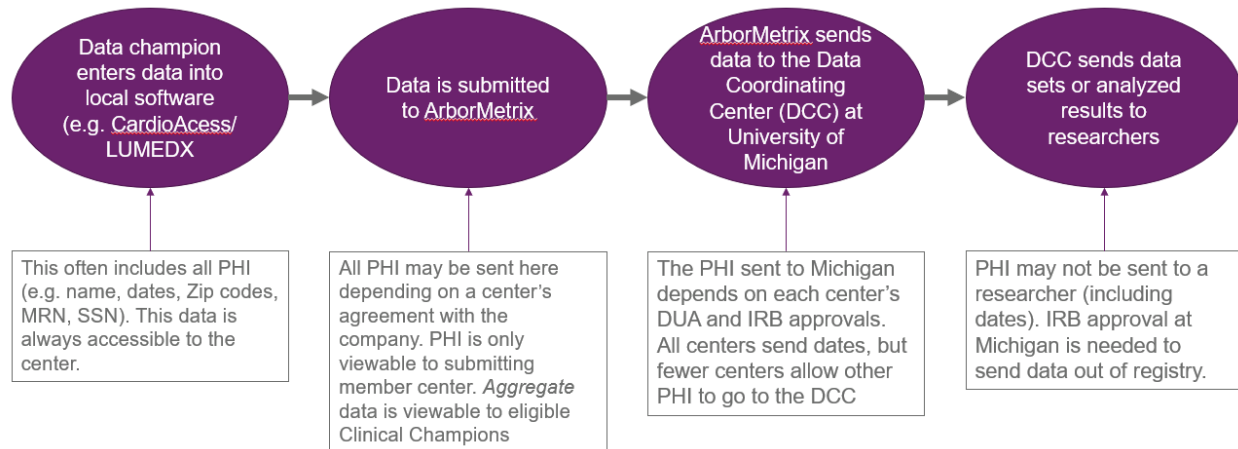 Data champion
enters data into
local software
(e.g. CardioAcess/
LUMEDX
Data is submitted
to ArborMetrix
ArborMetrix sends
data to the Data
Coordinating
Center (DCC) at
University of
Michigan
DCC sends data
sets or analyzed
results to
researchers
This often includes all PHI
(e.g. name, dates, Zip codes,
MRN, SSN). This data is
always accessible to the
center.
All PHI may be sent here
depending on a center's
agreement with the
company. PHI is only
viewable to submitting
member center. Aggregate
data is viewable to eligible
Clinical Champions
The PHI sent to Michigan
depends on each center's
DUA and IRB approvals.
All centers send dates, but
fewer centers allow other
PHI to go to the DCC
PHI may not be sent to a
researcher (including
dates). IRB approval at
Michigan is needed to
send data out of registry.